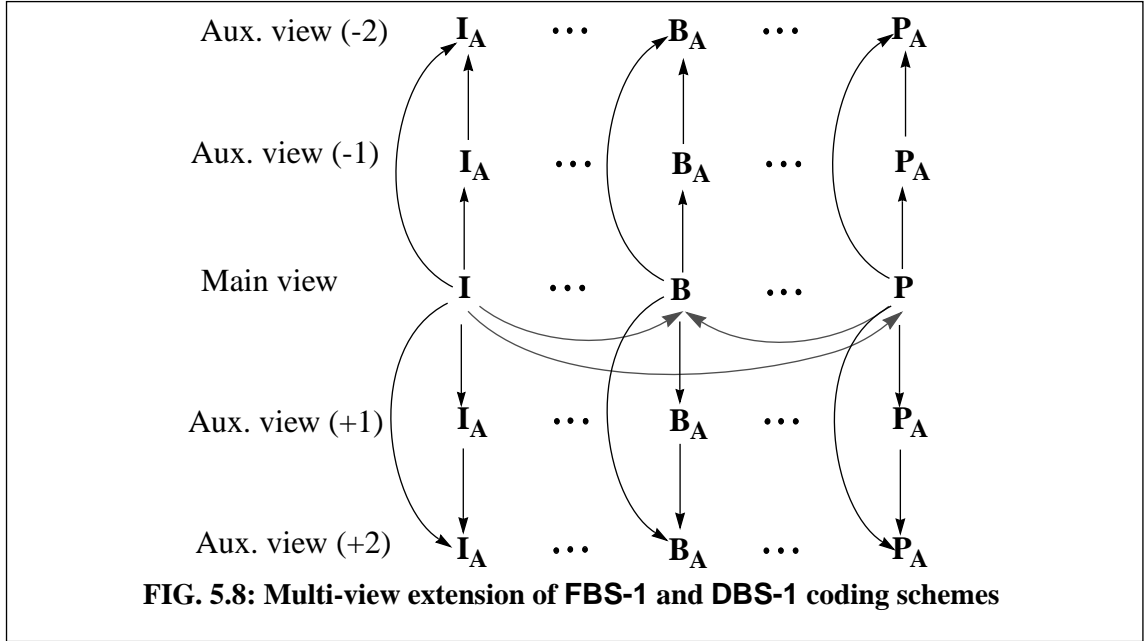 Aux. view (-2) I_A ··· B_A ··· P_A
Aux. view (-1) I_A ··· B_A ··· P_A
Main view I ··· B ··· P
Aux. view (+1) I_A ··· B_A ··· P_A
Aux. view (+2) I_A ··· B_A ··· P_A
FIG. 5.8: Multi-view extension of FBS-1 and DBS-1 coding schemes